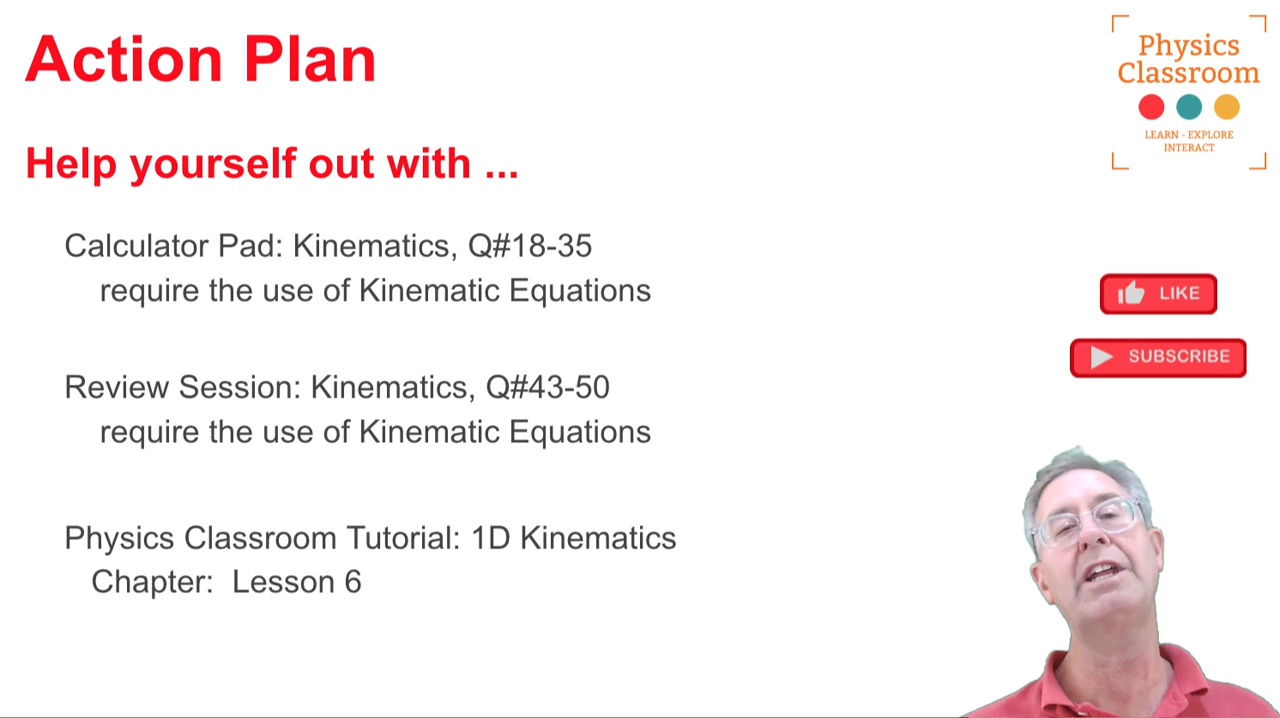 Action Plan
Physics
Classroom
LEARN - EXPLORE
INTERACT
Help yourself out with ...
Calculator Pad: Kinematics, Q#18-35
require the use of Kinematic Equations
LIKE
SUBSCRIBE
Review Session: Kinematics, Q#43-50
require the use of Kinematic Equations
Physics Classroom Tutorial: 1D Kinematics
Chapter:  Lesson 6